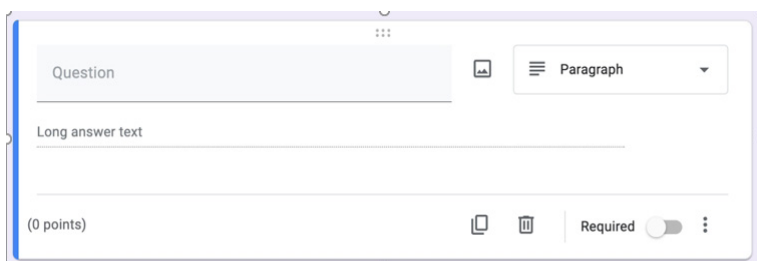 Question
Paragraph
Long answer text
(0 points)
Required